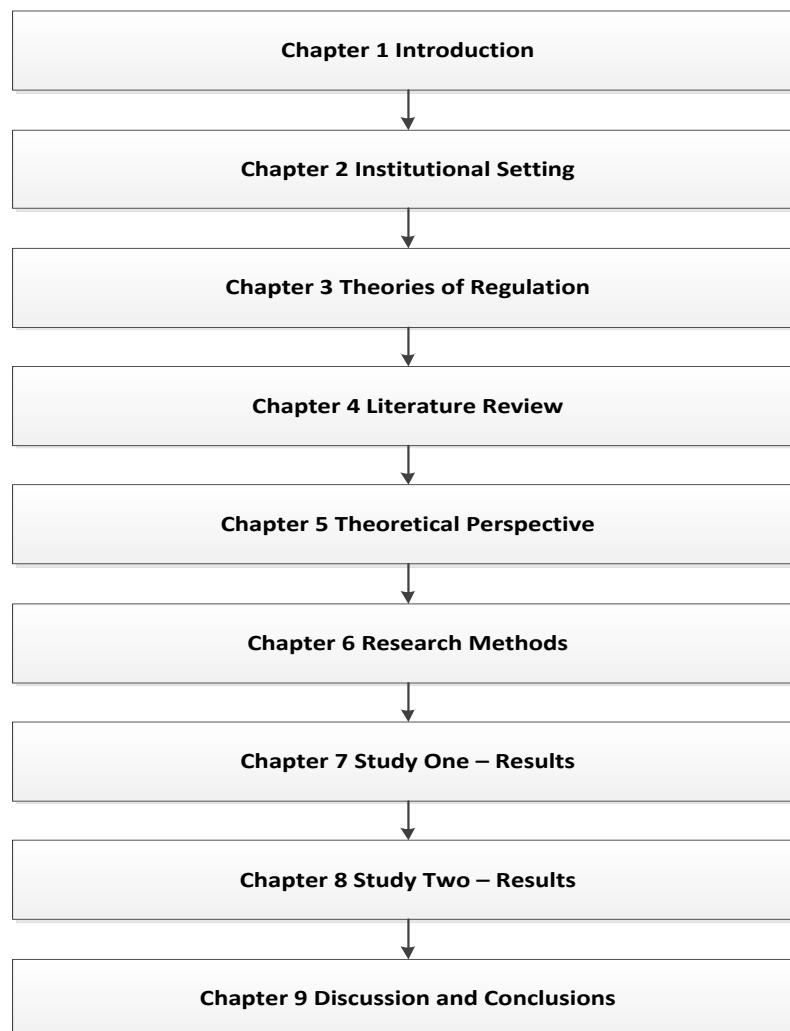 Chapter 1 Introduction
Chapter 2 Institutional Setting
Chapter 3 Theories of Regulation
Chapter 4 Literature Review
Chapter 5 Theoretical Perspective
Chapter 6 Research Methods
Chapter 7 Study One – Results
Chapter 8 Study Two – Results
Chapter 9 Discussion and Conclusions